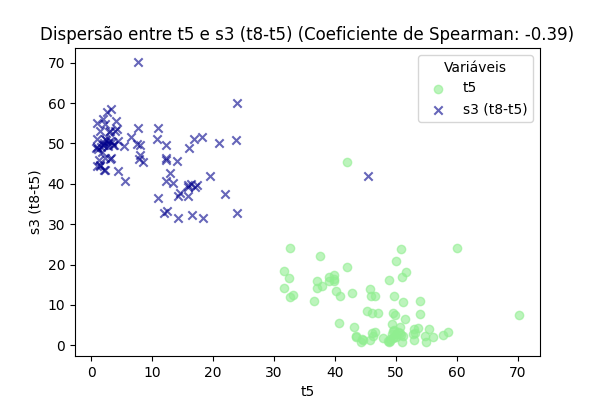 Dispersão entre t5 e s3 (t8-t5) (Coeficiente de Spearman: -0.39)
Variáveis
t5
s3 (t8-t5)
s3 (t8-t5)
70
60
50
40
30
20
10
0
0 10 20 30 40 50 60 70
t5